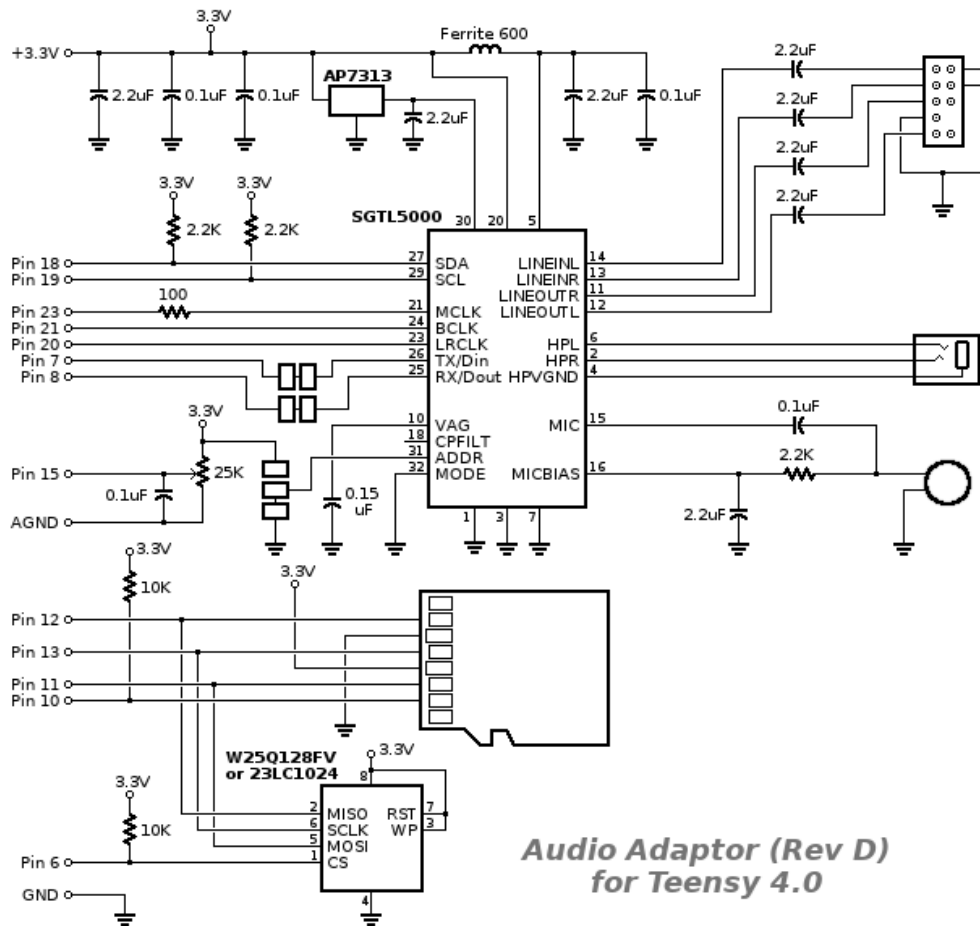 3.3V
+3.3V
Ferrite 600
2.2uF
0.1uF
0.1uF
AP7313
2.2uF
2.2uF
0.1uF
2.2uF
2.2uF
2.2uF
2.2uF
3.3V
3.3V
2.2K
2.2K
SGTL5000
30
20
5
Pin 18
27
SDA
LINEINL
14
Pin 19
29
SCL
LINEINR
13
LINEOUTR
11
100
Pin 23
21
MCLK
LINEOUTL
12
Pin 21
24
BCLK
Pin 20
23
LRCLK
HPL
6
Pin 7
26
TX/Din
HPR
2
Pin 8
25
RX/Dout
HPVGND
4
3.3V
10
VAG
MIC
15
0.1uF
18
CPFILT
31
ADDR
2.2K
Pin 15
25K
32
MODE
MICBIAS
16
0.1uF
0.15
uF
2.2uF
AGND
1
3
7
3.3V
10K
3.3V
Pin 12
Pin 13
Pin 11
Pin 10
W25Q128FV
or 23LC1024
3.3V
8
3.3V
10K
2
MISO
RST
7
6
SCLK
WP
3
5
MOSI
Pin 6
1
CS
4
GND
Audio Adaptor (Rev D)
for Teensy 4.0